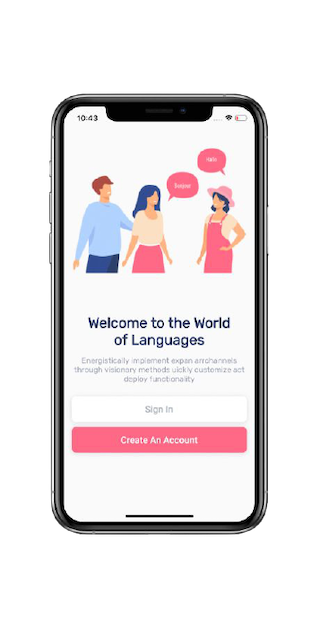 10:43
Hallo
Bonjour
Welcome to the World
of Languages
Energistically implement expan arrchannels
through visionary methods uickly customize act
deploy functionality
Sign In
Create An Account